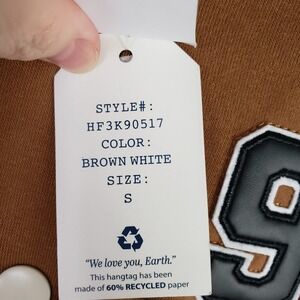 STYLE#:
HF3K90517
COLOR:
BROWN WHITE
SIZE:
S
“We love you, Earth.”
This hangtag has been
made of 60% RECYCLED paper
9